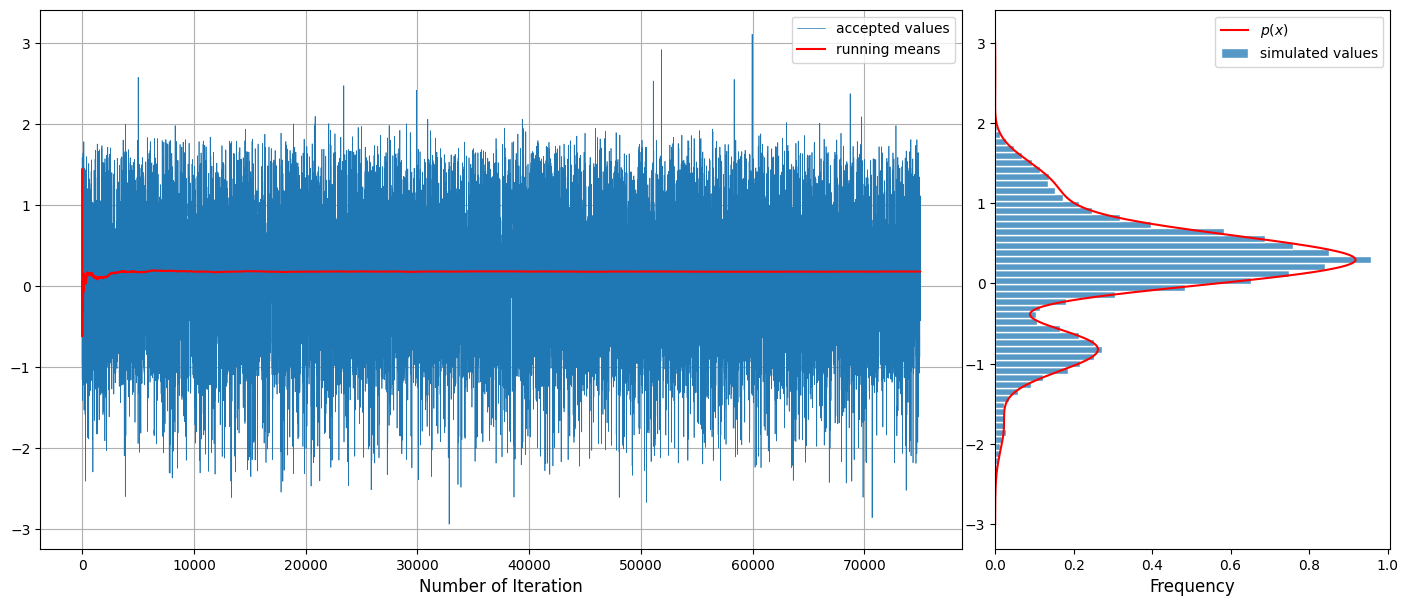 accepted values
running means
3
2
1
0
−1
−2
−3
0 10000 20000 30000 40000 50000 60000 70000
Number of Iteration
p(x)
simulated values
3
2
1
0
−1
−2
−3
0.0 0.2 0.4 0.6 0.8 1.0
Frequency